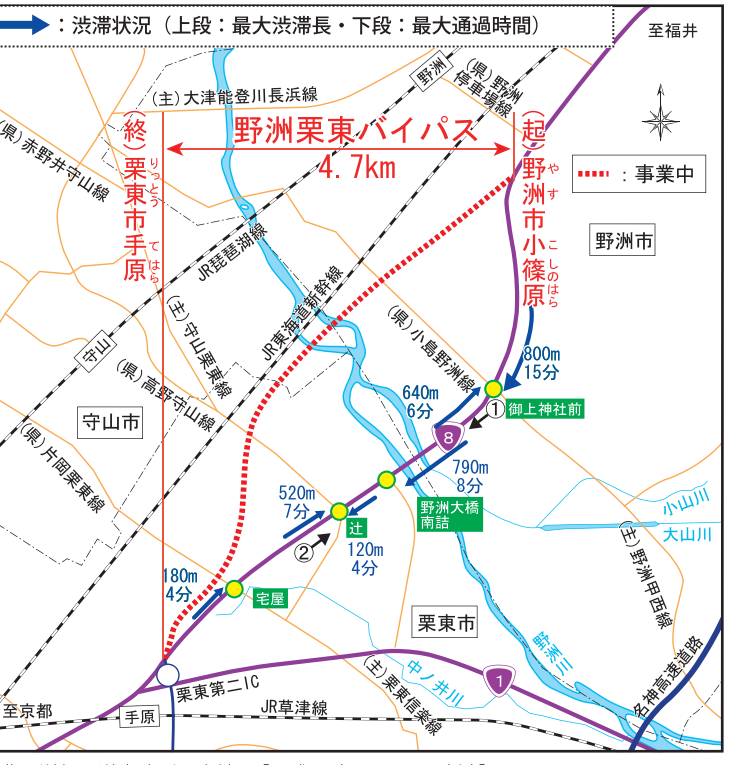 ：渋滞状況（上段：最大渋滞長・下段：最大通過時間）
至福井
野洲
（県）野洲停車場線
（主）大津能登川長浜線
（県）赤野井守山線
野洲栗東バイパス
4.7km
（終）栗東市手原
りっとう
てはら
（起）野洲市小篠原
やす
こしのはら
：事業中
野洲市
JR琵琶湖線
JR東海道新幹線
守山
（主）守山栗東線
（県）小島野洲線
（県）高野守山線
守山市
（県）片岡栗東線
800m
15分
640m
6分
①
御上神社前
8
790m
8分
520m
7分
野洲大橋
南詰
辻
②
120m
4分
小山川
大山川
（主）野洲甲西線
180m
4分
宅屋
栗東市
野洲川
名神高速道路
中ノ井川
（主）栗東信楽線
1
栗東第二IC
至京都
手原
JR草津線